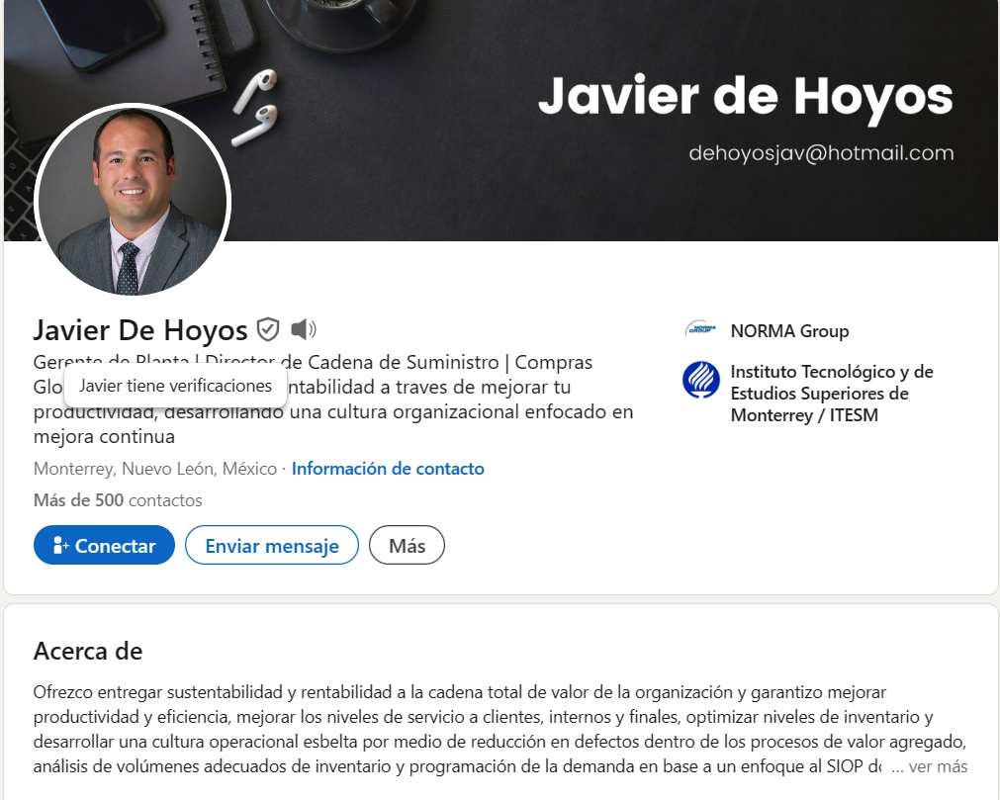 Javier de Hoyos
dehoyosjav@hotmail.com
Javier De Hoyos
Gerente de Planta | Director de Cadena de Suministro | Compras
Glo
ntabilidad a traves de mejorar tu
Javier tiene verificaciones
productividad, desarrollando una cultura organizacional enfocado en
mejora continua
Monterrey, Nuevo León, México · Información de contacto
Más de 500 contactos
Conectar
Enviar mensaje
Más
NORMA GROUP
NORMA Group
Instituto Tecnológico y de
Estudios Superiores de
Monterrey / ITESM
Acerca de
Ofrezco entregar sustentabilidad y rentabilidad a la cadena total de valor de la organización y garantizo mejorar
productividad y eficiencia, mejorar los niveles de servicio a clientes, internos y finales, optimizar niveles de inventario y
desarrollar una cultura operacional esbelta por medio de reducción en defectos dentro de los procesos de valor agregado,
análisis de volúmenes adecuados de inventario y programación de la demanda en base a un enfoque al SIOP de ... ver más